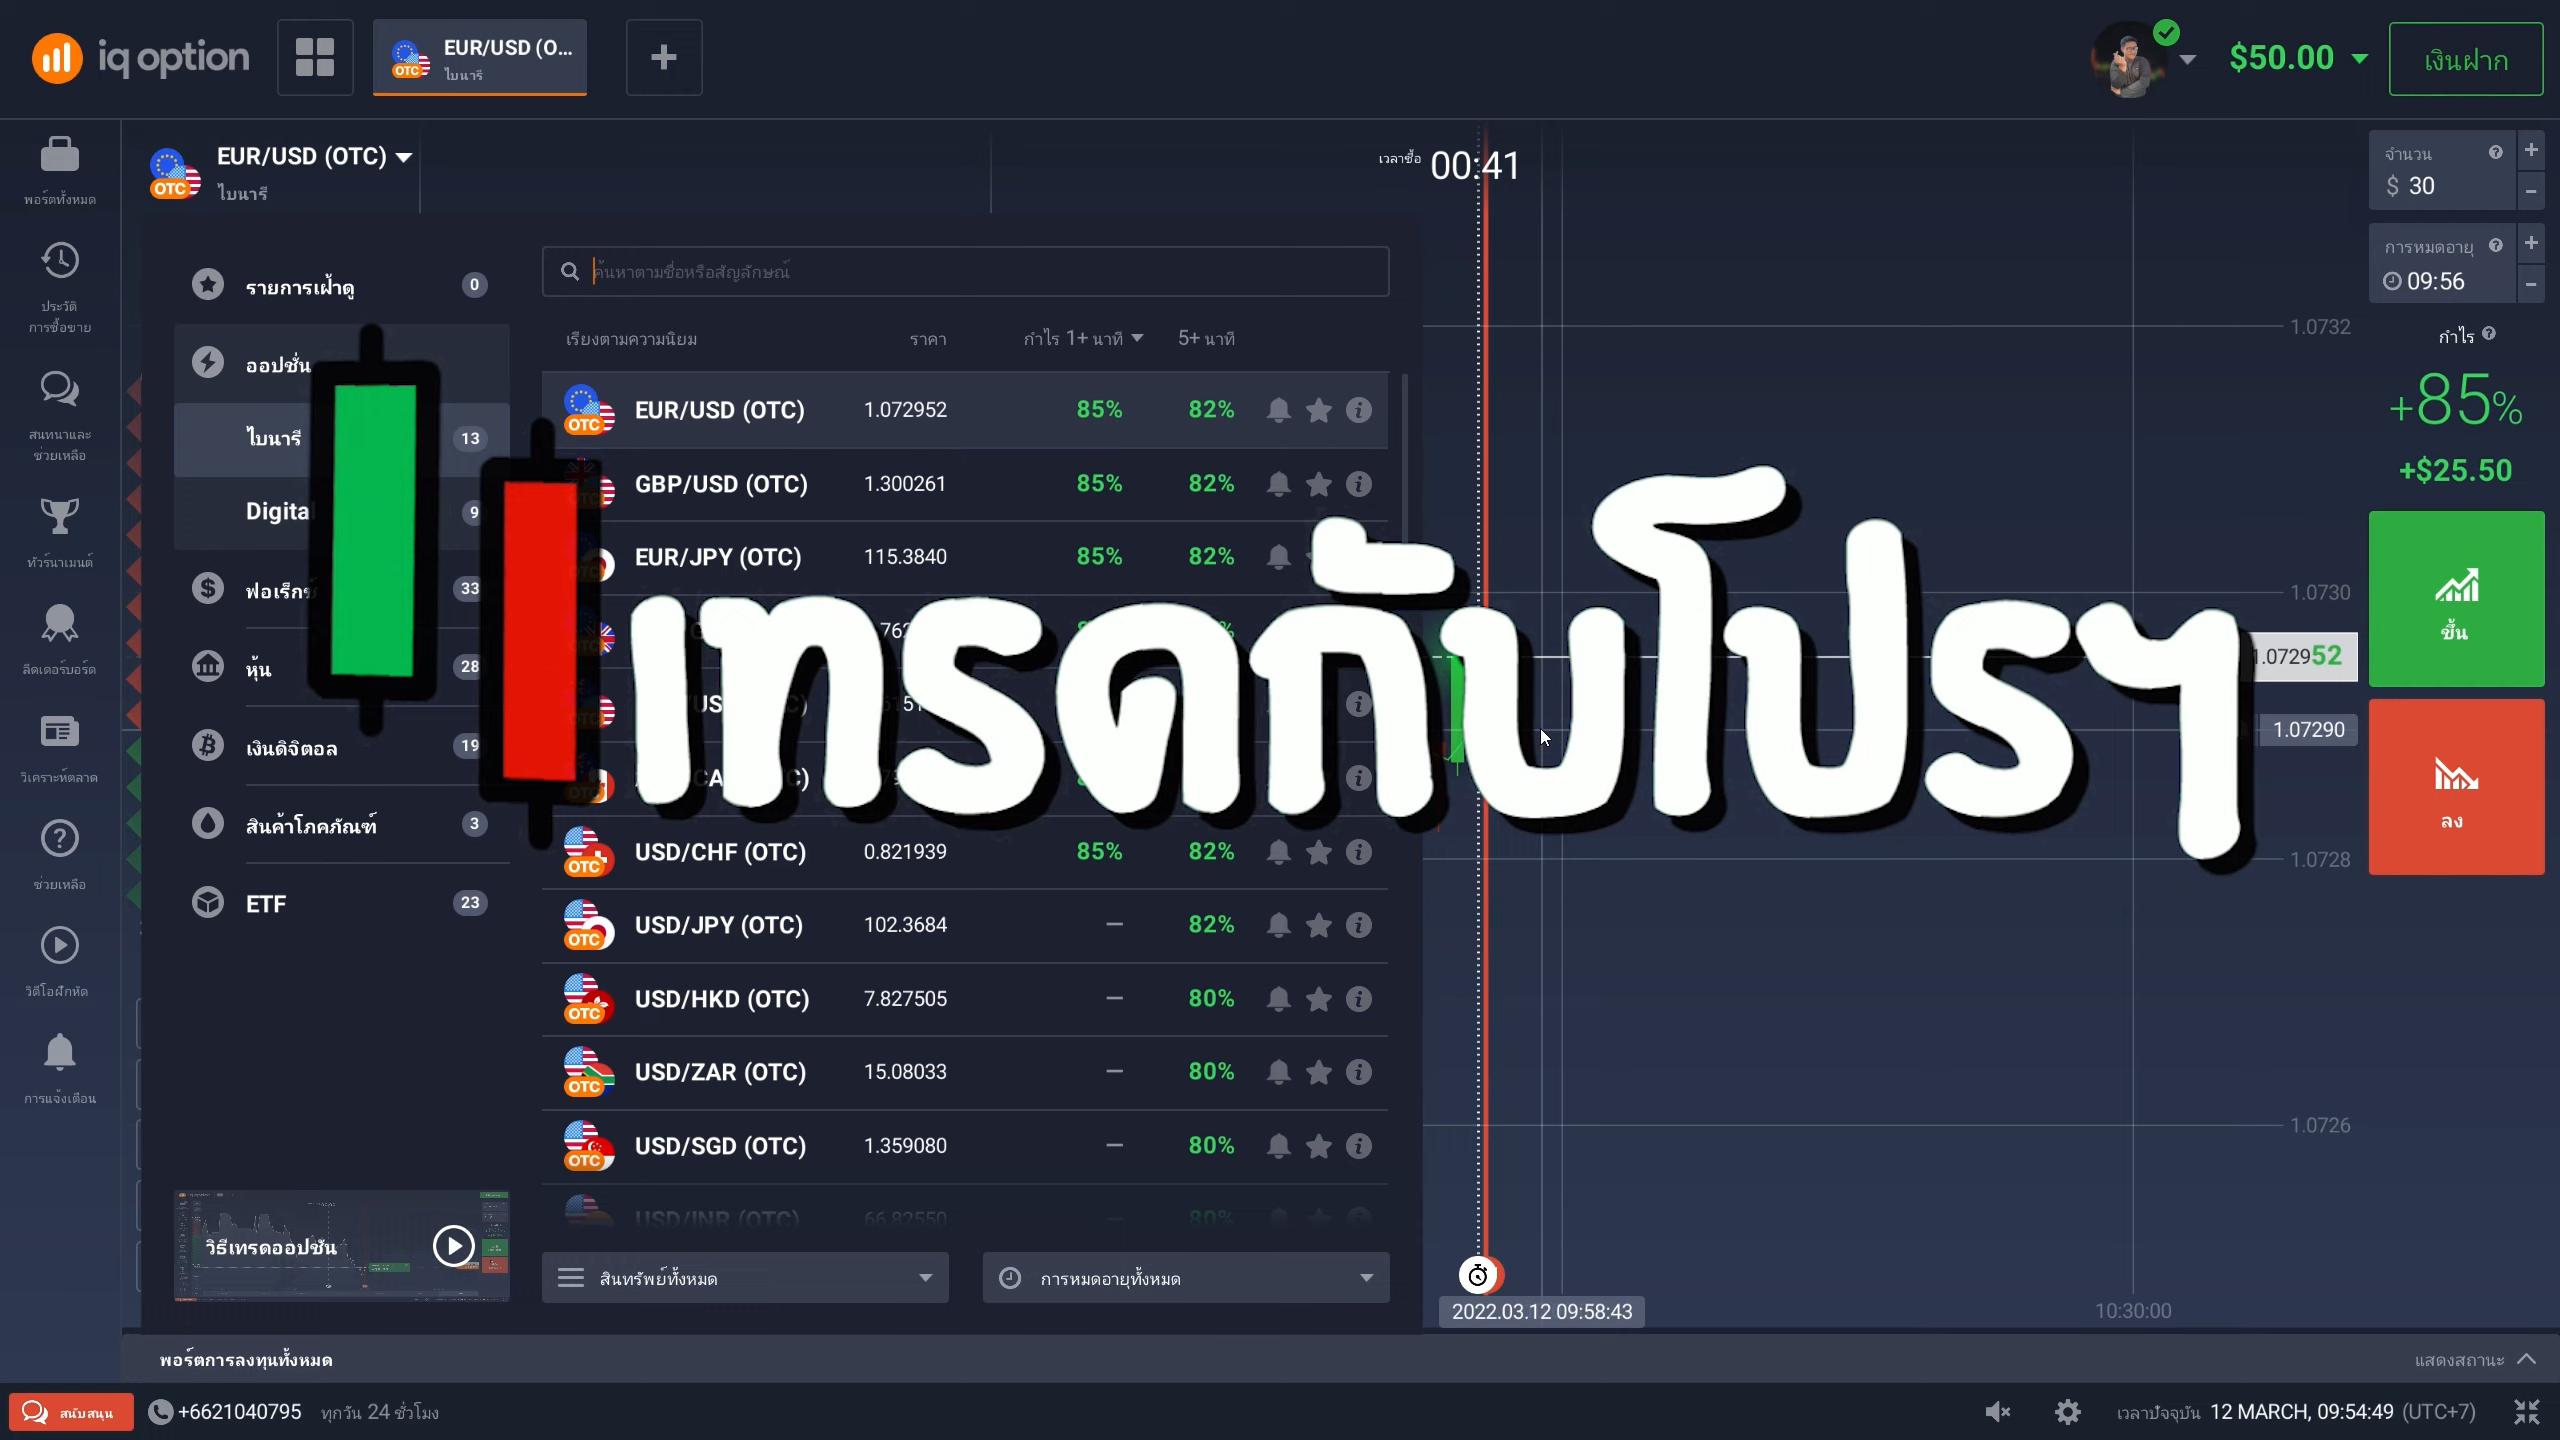 iq option
EUR/USD (O...
ไบนารี
$50.00
เงินฝาก
EUR/USD (OTC)
ไบนารี
เวลาซื้อ 00:41
จำนวน
$ 30
การหมดอายุ
09:56
กำไร
+85%
+$25.50
ขึ้น
ลง
พอร์ตทั้งหมด
ประวัติ
การซื้อขาย
สนทนาและ
ช่วยเหลือ
ทัวร์นาเมนต์
ลีดเดอร์บอร์ด
วิเคราะห์ตลาด
ช่วยเหลือ
วิดีโอฝึกหัด
การแจ้งเตือน
รายการเฝ้าดู 0
ออปชั่น
ไบนารี 13
Digital 9
ฟอเร็กซ์ 33
หุ้น 28
เงินดิจิตอล 19
สินค้าโภคภัณฑ์ 3
ETF 23
วิธีเทรดออปชัน
ค้นหาตามชื่อหรือสัญลักษณ์
เรียงตามความนิยม ราคา กำไร 1+ นาที 5+ นาที
OTC EUR/USD (OTC) 1.072952 85% 82%
GBP/USD (OTC) 1.300261 85% 82%
EUR/JPY (OTC) 115.3840 85% 82%
เทรดกับโปรฯ
OTC USD/CHF (OTC) 0.821939 85% 82%
OTC USD/JPY (OTC) 102.3684 – 82%
OTC USD/HKD (OTC) 7.827505 – 80%
OTC USD/ZAR (OTC) 15.08033 – 80%
OTC USD/SGD (OTC) 1.359080 – 80%
USD/INR (OTC) 66.82550 – 80%
สินทรัพย์ทั้งหมด
การหมดอายุทั้งหมด
1.0732
1.0730
1.072952
1.07290
1.0728
1.0726
2022.03.12 09:58:43
10:30:00
พอร์ตการลงทุนทั้งหมด
แสดงสถานะ
สนับสนุน
+6621040795 ทุกวัน 24 ชั่วโมง
เวลาปัจจุบัน 12 MARCH, 09:54:49 (UTC+7)